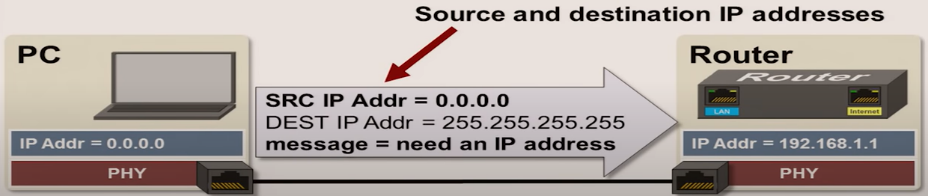 Source and destination IP addresses
PC
Router
Router
LAN
Internet
SRC IP Addr = 0.0.0.0
DEST IP Addr = 255.255.255.255
message = need an IP address
IP Addr = 0.0.0.0
IP Addr = 192.168.1.1
PHY
PHY